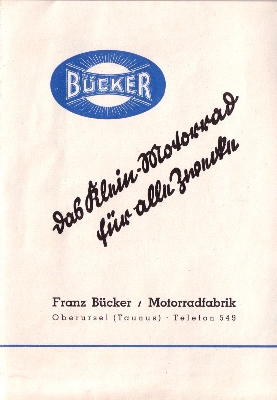 BÜCKER
das Klein-Motorrad
für alle Zwecke
Franz Bücker / Motorradfabrik
Oberursel (Taunus) · Telefon 549